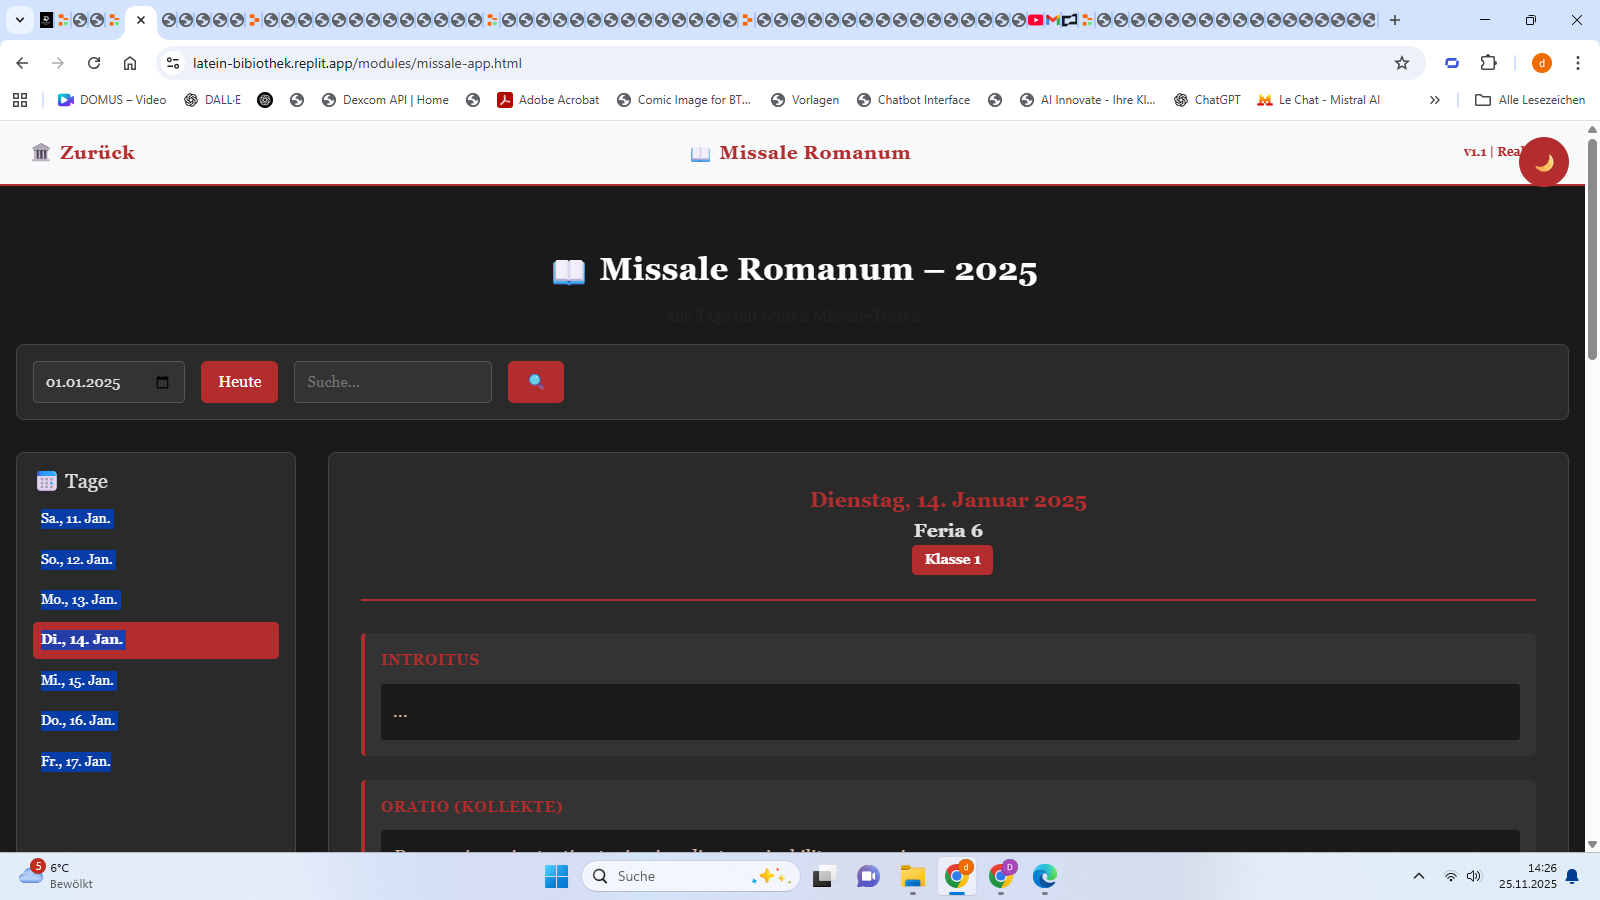 latein-bibiothek.replit.app/modules/missale-app.html
d
DOMUS – Video
DALL·E
Dexcom API | Home
Adobe Acrobat
Comic Image for BT...
Vorlagen
Chatbot Interface
AI Innovate - Ihre KI...
ChatGPT
Le Chat - Mistral AI
Alle Lesezeichen
Zurück
Missale Romanum
v1.1 | Real
Missale Romanum – 2025
Alle Tage mit echten Missale-Texten
01.01.2025
Heute
Suche...
Tage
Sa., 11. Jan.
So., 12. Jan.
Mo., 13. Jan.
Di., 14. Jan.
Mi., 15. Jan.
Do., 16. Jan.
Fr., 17. Jan.
Dienstag, 14. Januar 2025
Feria 6
Klasse 1
INTROITUS
...
ORATIO (KOLLEKTE)
5
6°C
Bewölkt
Suche
d
D
14:26
25.11.2025